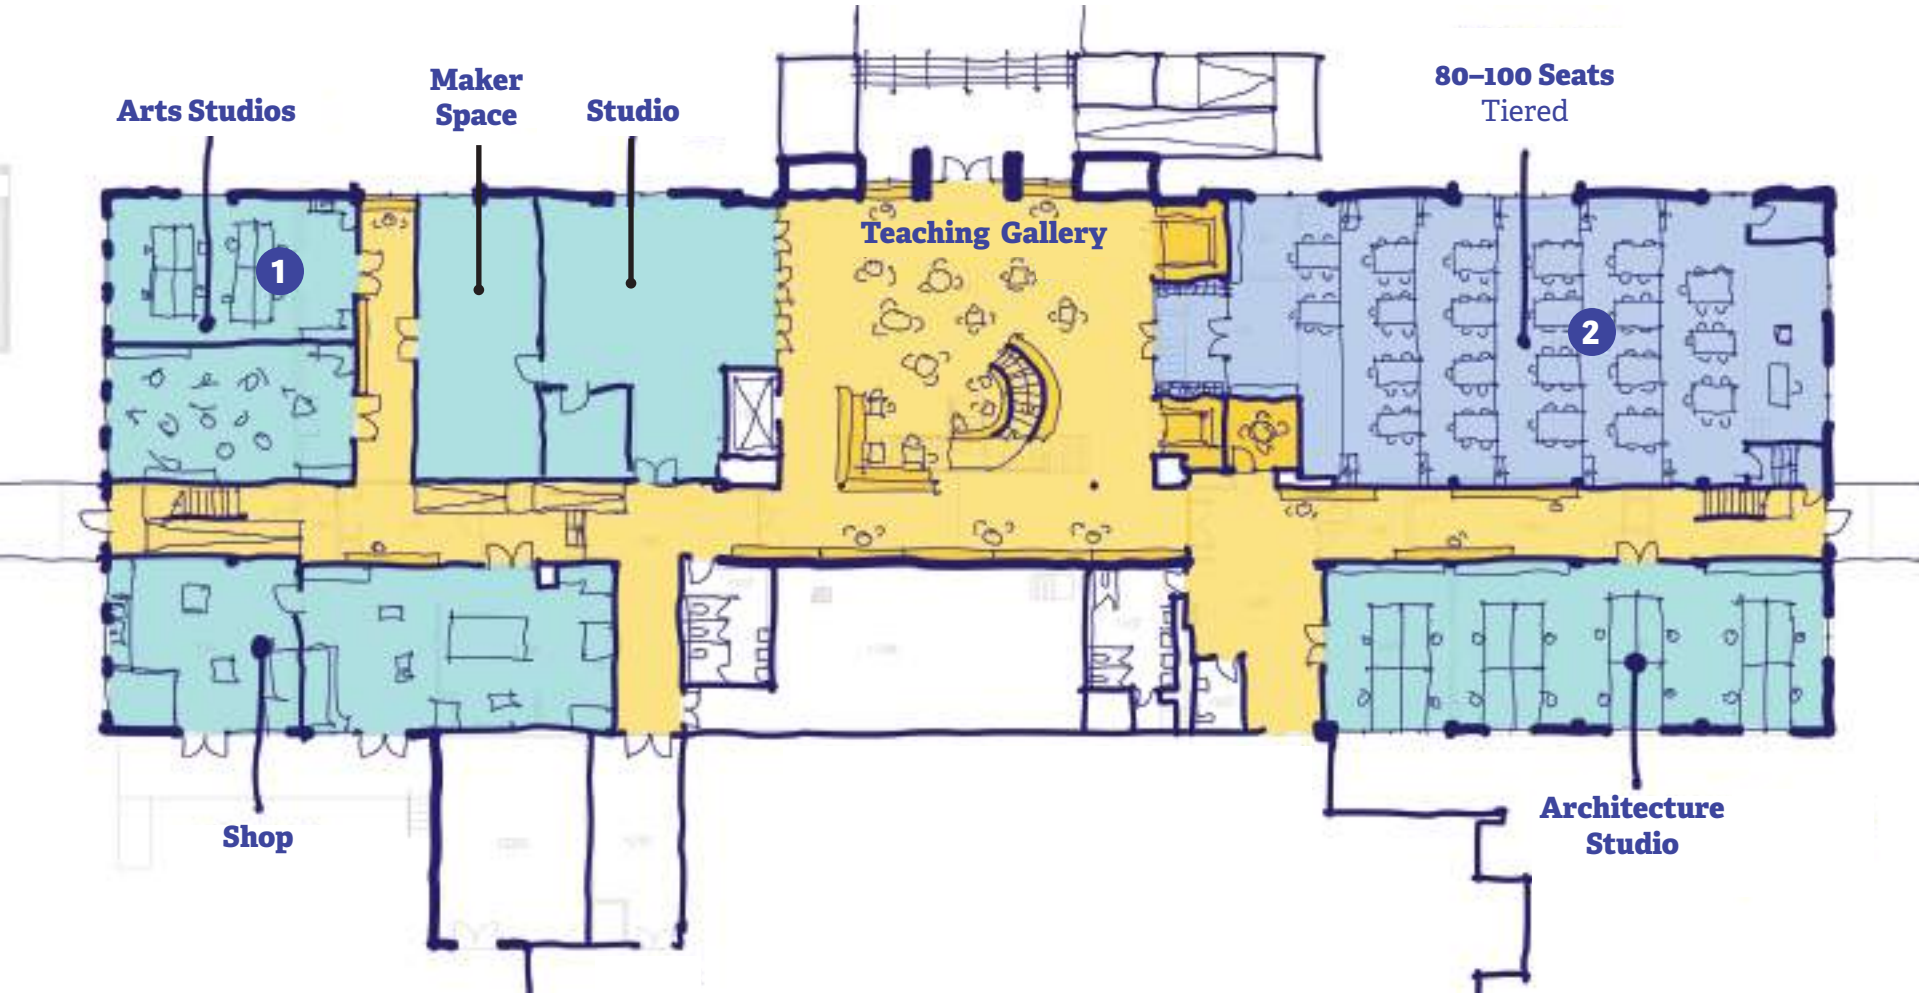 Arts Studios
Maker
Space
Studio
80–100 Seats
Tiered
Teaching Gallery
1
2
Shop
Architecture
Studio